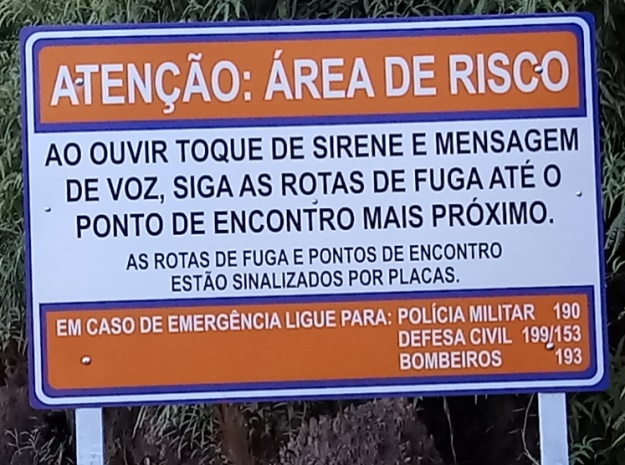 ATENÇÃO: ÁREA DE RISCO
AO OUVIR TOQUE DE SIRENE E MENSAGEM
DE VOZ, SIGA AS ROTAS DE FUGA ATÉ O
PONTO DE ENCONTRO MAIS PRÓXIMO.
AS ROTAS DE FUGA E PONTOS DE ENCONTRO
ESTÃO SINALIZADOS POR PLACAS.
EM CASO DE EMERGÊNCIA LIGUE PARA: POLÍCIA MILITAR 190
DEFESA CIVIL 199/153
BOMBEIROS 193